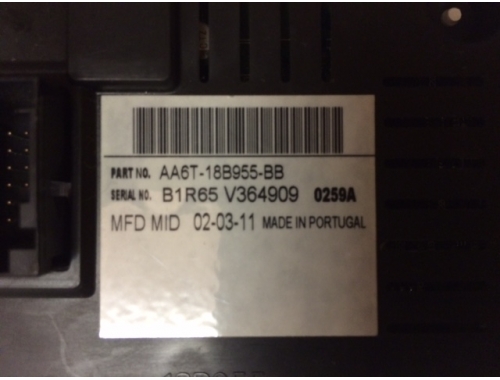 PART NO. AA6T-18B955-BB
SERIAL NO. B1R65 V364909 0259A
MFD MID 02-03-11 MADE IN PORTUGAL